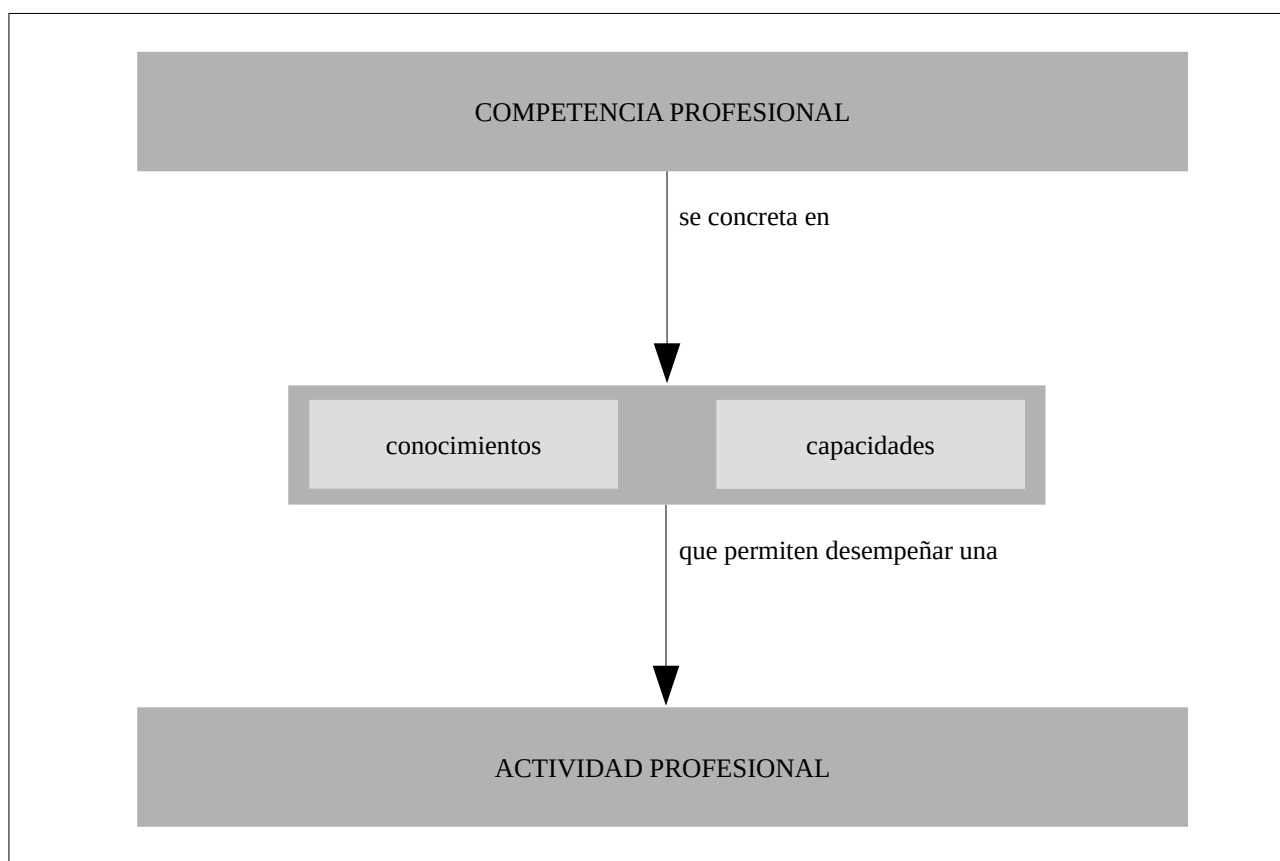 COMPETENCIA PROFESIONAL
se concreta en
conocimientos
capacidades
que permiten desempeñar una
ACTIVIDAD PROFESIONAL